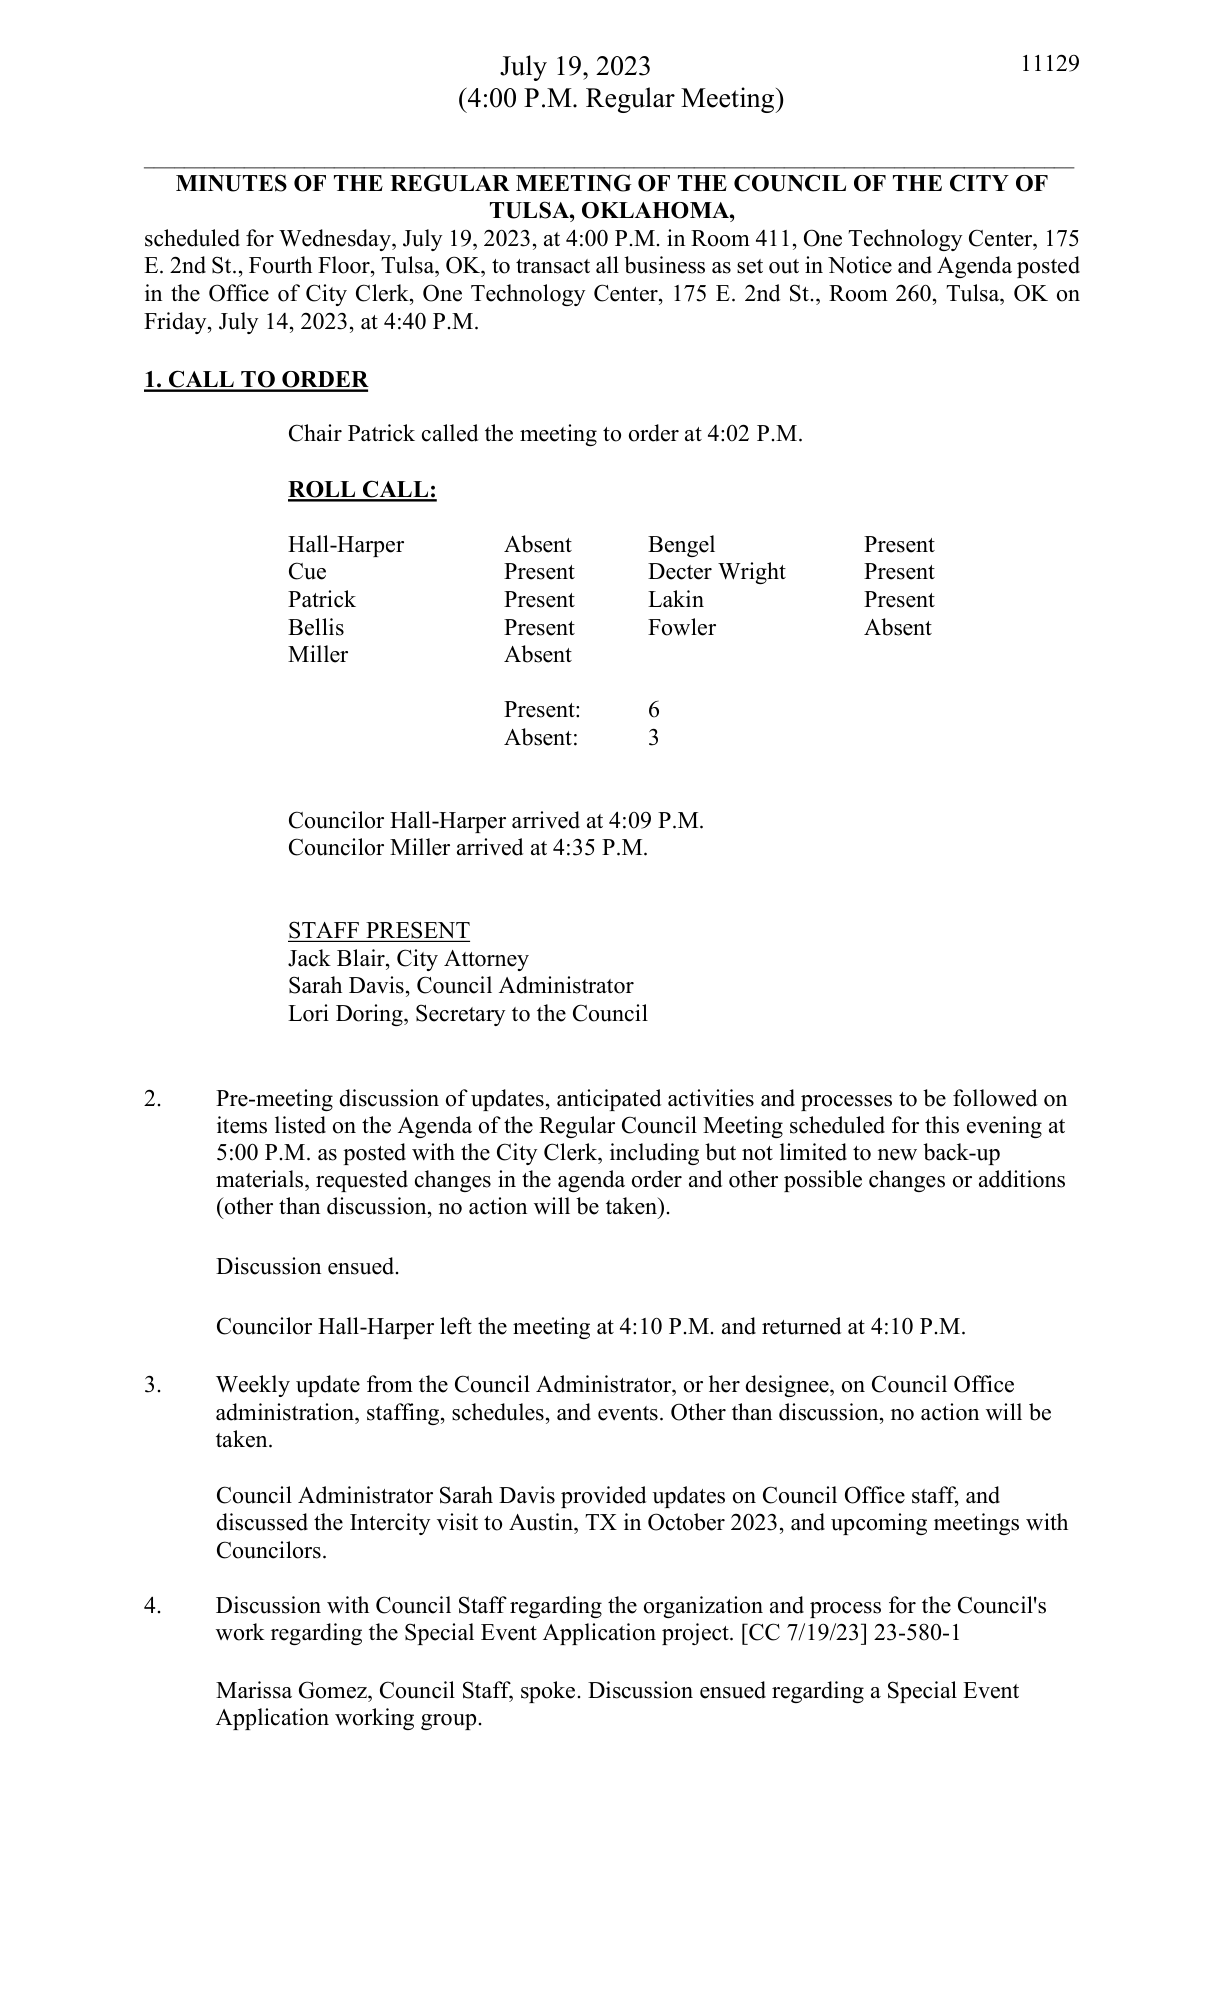 July 19, 2023 11129
(4:00 P.M. Regular Meeting)
MINUTES OF THE REGULAR MEETING OF THE COUNCIL OF THE CITY OF
TULSA, OKLAHOMA,
scheduled for Wednesday, July 19, 2023, at 4:00 P.M. in Room 411, One Technology Center, 175
E. 2nd St., Fourth Floor, Tulsa, OK, to transact all business as set out in Notice and Agenda posted
in the Office of City Clerk, One Technology Center, 175 E. 2nd St., Room 260, Tulsa, OK on
Friday, July 14, 2023, at 4:40 P.M.
1. CALL TO ORDER
Chair Patrick called the meeting to order at 4:02 P.M.
ROLL CALL:
Hall-Harper Absent Bengel Present
Cue Present Decter Wright Present
Patrick Present Lakin Present
Bellis Present Fowler Absent
Miller Absent
Present: 6
Absent: 3
Councilor Hall-Harper arrived at 4:09 P.M.
Councilor Miller arrived at 4:35 P.M.
STAFF PRESENT
Jack Blair, City Attorney
Sarah Davis, Council Administrator
Lori Doring, Secretary to the Council
2. Pre-meeting discussion of updates, anticipated activities and processes to be followed on
items listed on the Agenda of the Regular Council Meeting scheduled for this evening at
5:00 P.M. as posted with the City Clerk, including but not limited to new back-up
materials, requested changes in the agenda order and other possible changes or additions
(other than discussion, no action will be taken).
Discussion ensued.
Councilor Hall-Harper left the meeting at 4:10 P.M. and returned at 4:10 P.M.
3. Weekly update from the Council Administrator, or her designee, on Council Office
administration, staffing, schedules, and events. Other than discussion, no action will be
taken.
Council Administrator Sarah Davis provided updates on Council Office staff, and
discussed the Intercity visit to Austin, TX in October 2023, and upcoming meetings with
Councilors.
4. Discussion with Council Staff regarding the organization and process for the Council's
work regarding the Special Event Application project. [CC 7/19/23] 23-580-1
Marissa Gomez, Council Staff, spoke. Discussion ensued regarding a Special Event
Application working group.